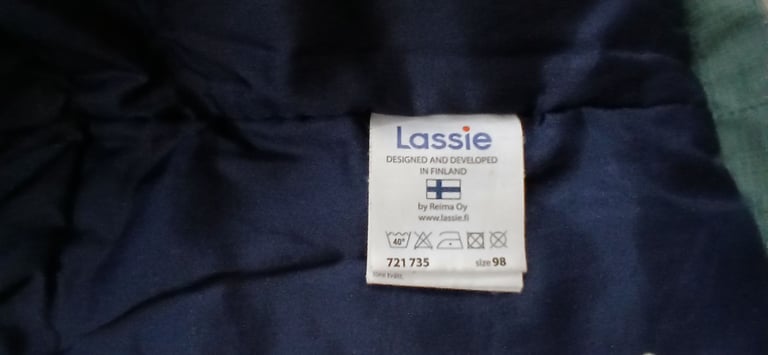 Lassie
DESIGNED AND DEVELOPED
IN FINLAND
by Reima Oy
www.lassie.fi
40°
721 735 size 98